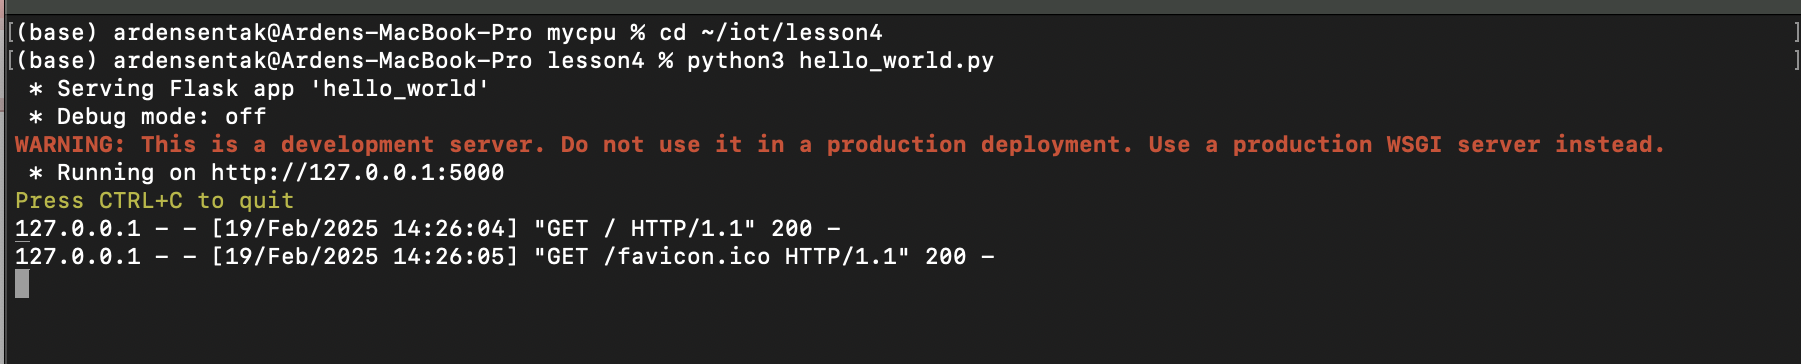 [(base) ardensentak@Ardens-MacBook-Pro mycpu % cd ~/iot/lesson4 ]
[(base) ardensentak@Ardens-MacBook-Pro lesson4 % python3 hello_world.py ]
 * Serving Flask app 'hello_world'
 * Debug mode: off
WARNING: This is a development server. Do not use it in a production deployment. Use a production WSGI server instead.
 * Running on http://127.0.0.1:5000
Press CTRL+C to quit
127.0.0.1 - - [19/Feb/2025 14:26:04] "GET / HTTP/1.1" 200 -
127.0.0.1 - - [19/Feb/2025 14:26:05] "GET /favicon.ico HTTP/1.1" 200 -